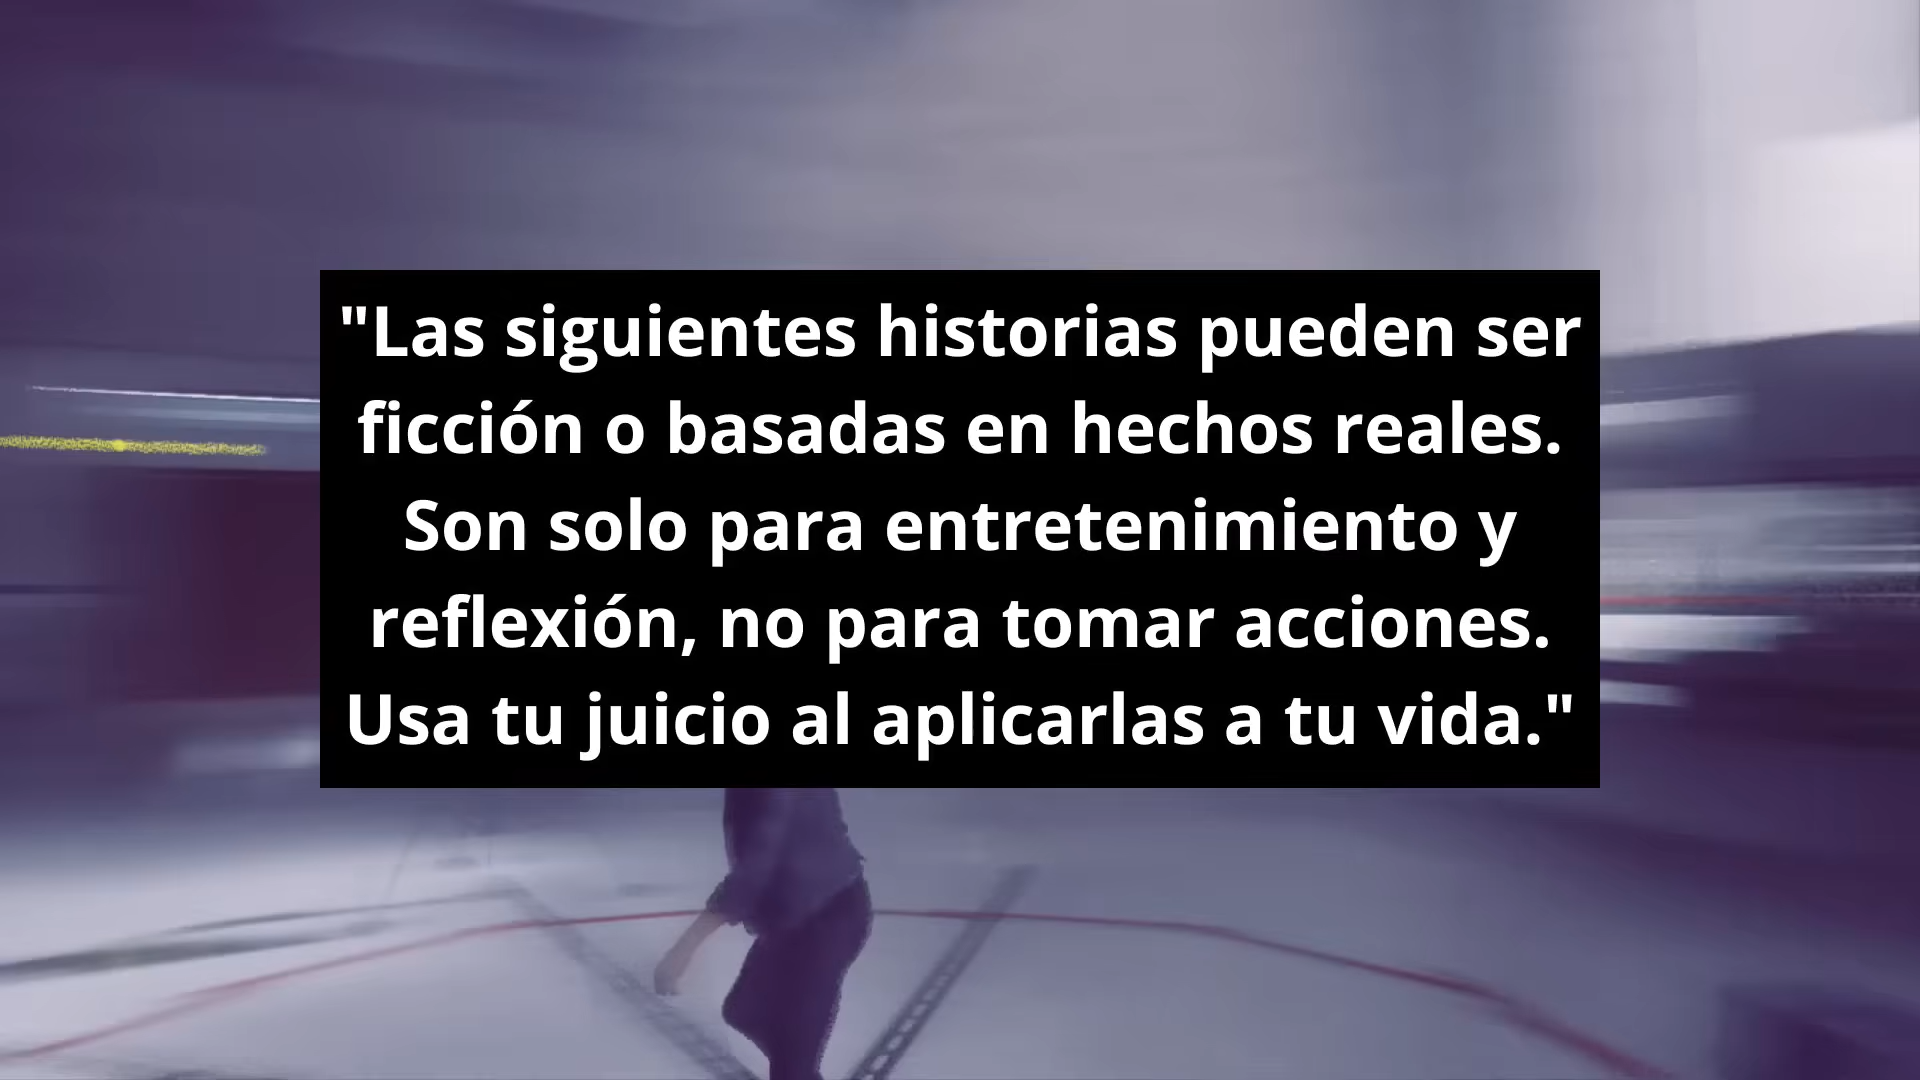 "Las siguientes historias pueden ser
ficción o basadas en hechos reales.
Son solo para entretenimiento y
reflexión, no para tomar acciones.
Usa tu juicio al aplicarlas a tu vida."